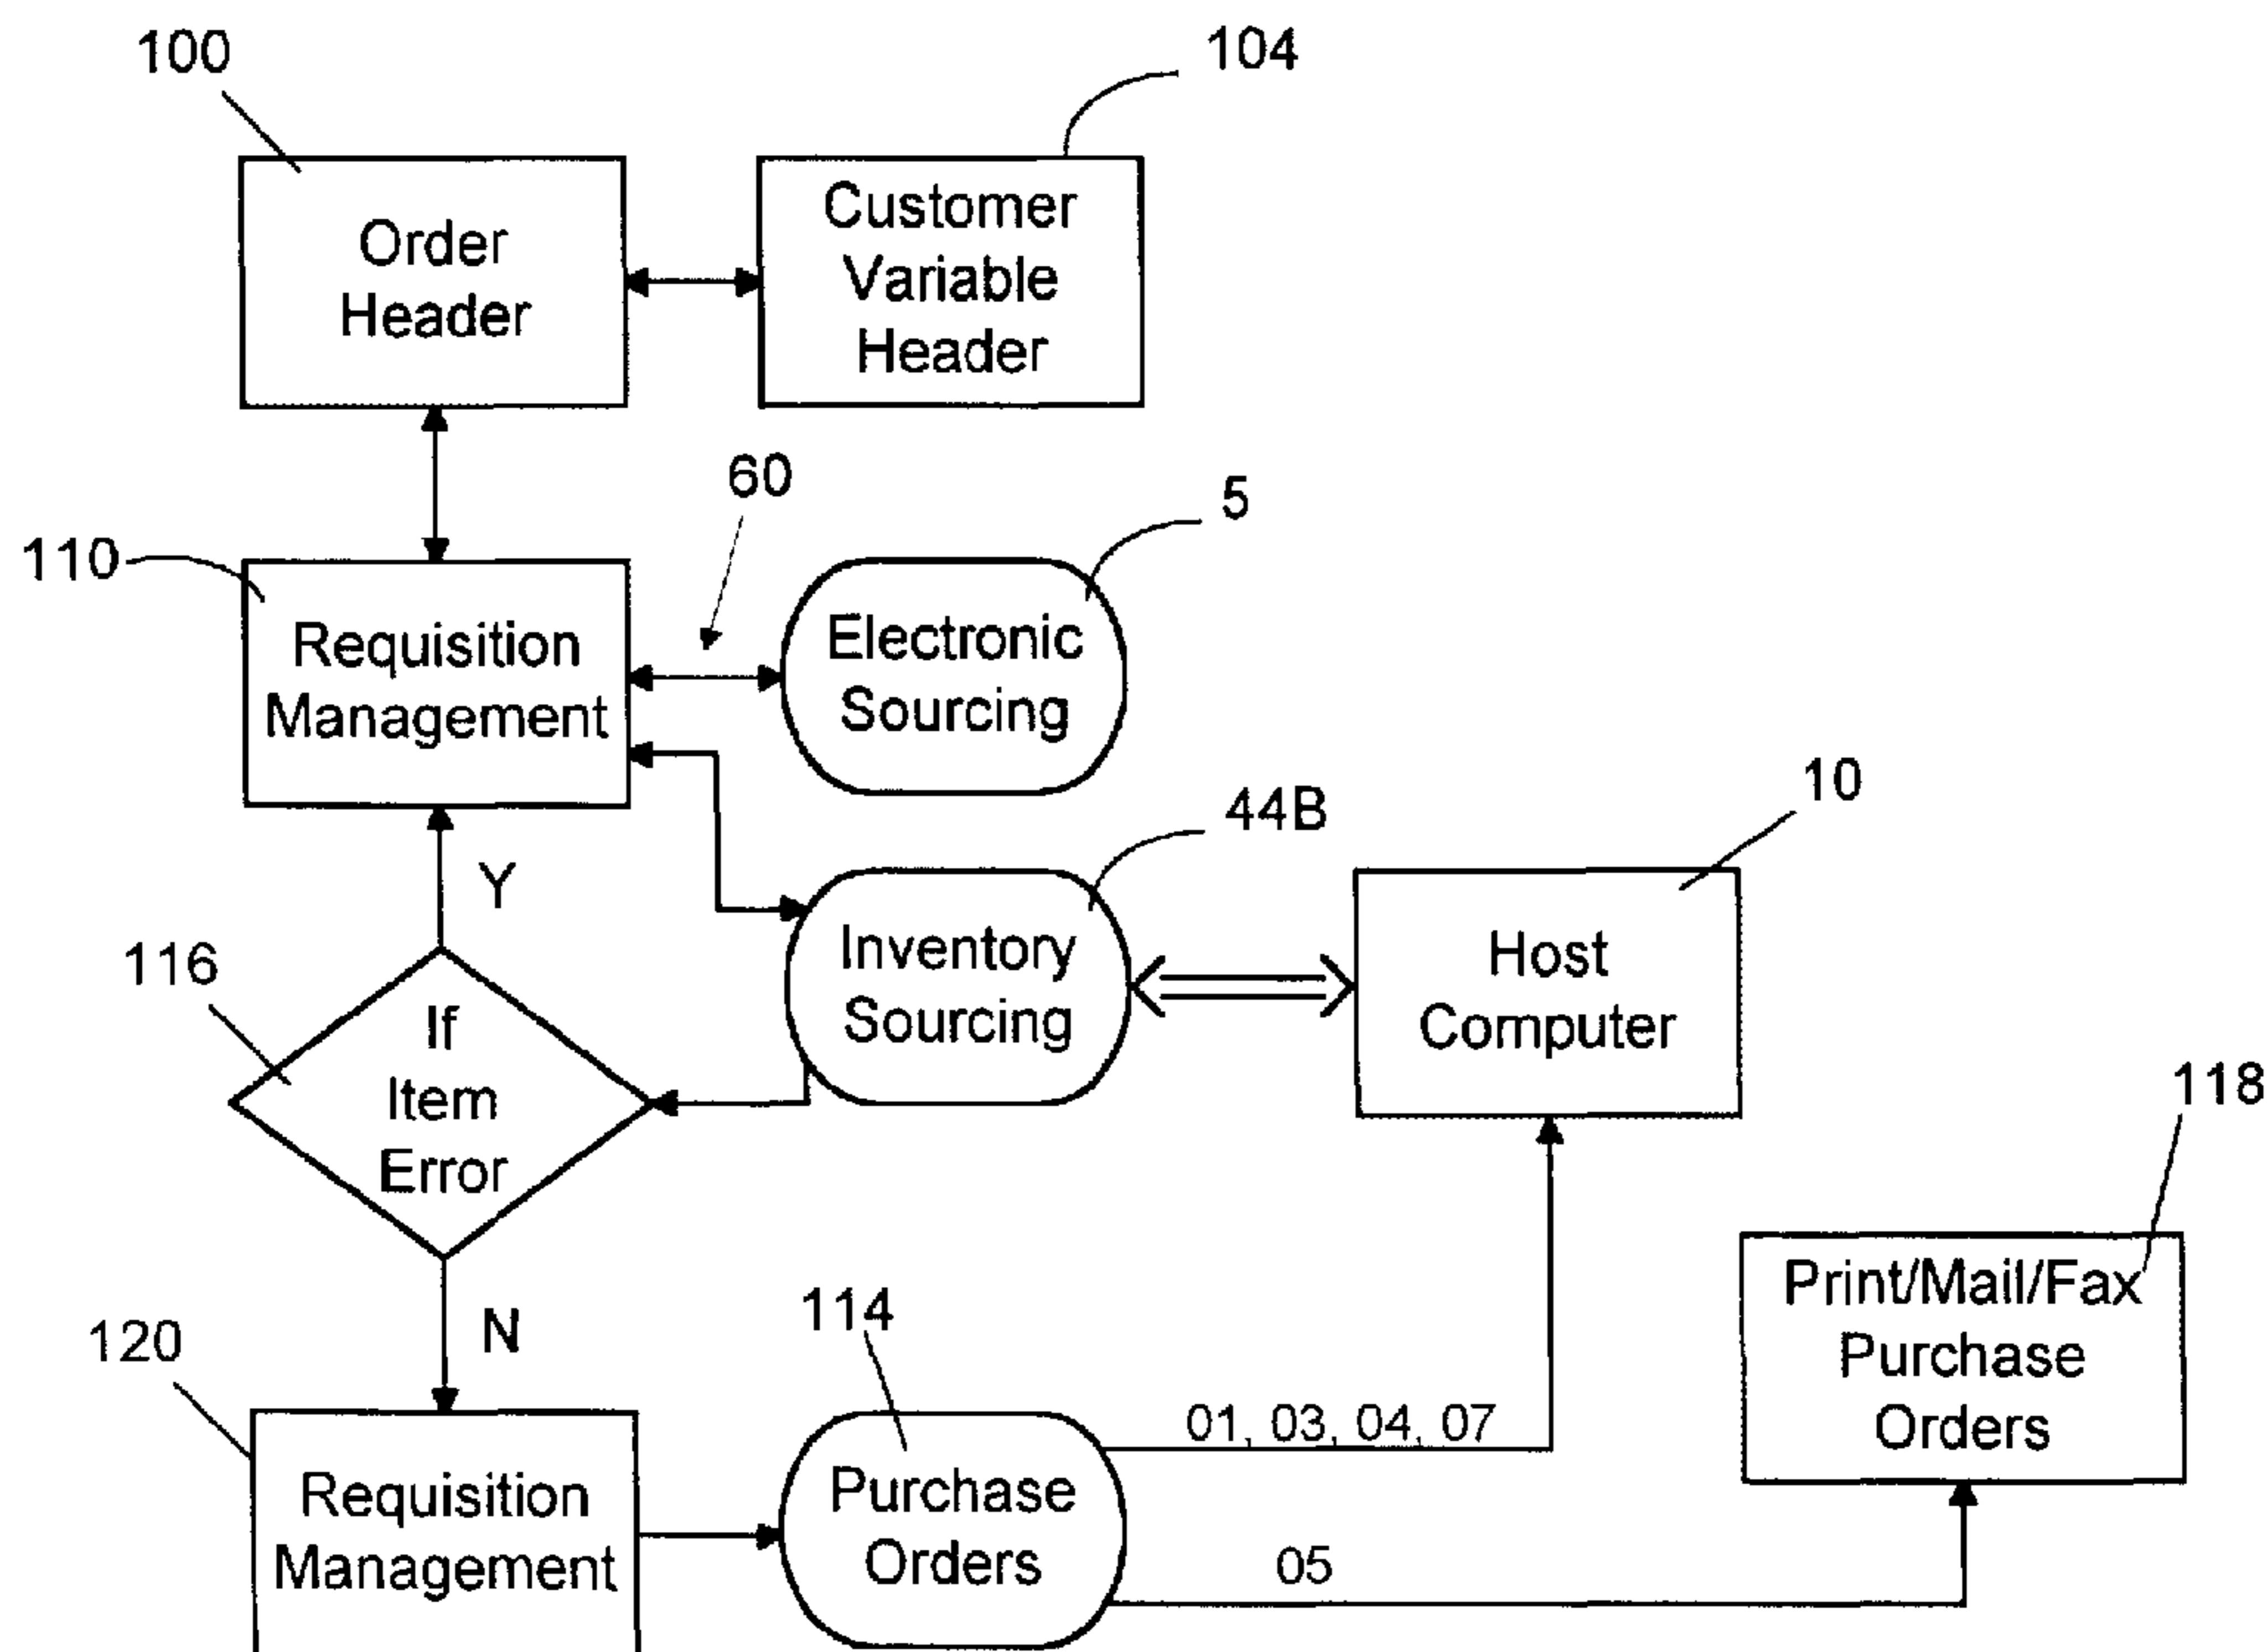 100
104
Order
Header
Customer
Variable
Header
60
5
110
Requisition
Management
Electronic
Sourcing
10
44B
Y
Inventory
Sourcing
Host
Computer
116
If
Item
Error
118
Print/Mail/Fax
Purchase
Orders
N
114
120
01, 03, 04, 07
Requisition
Management
Purchase
Orders
05